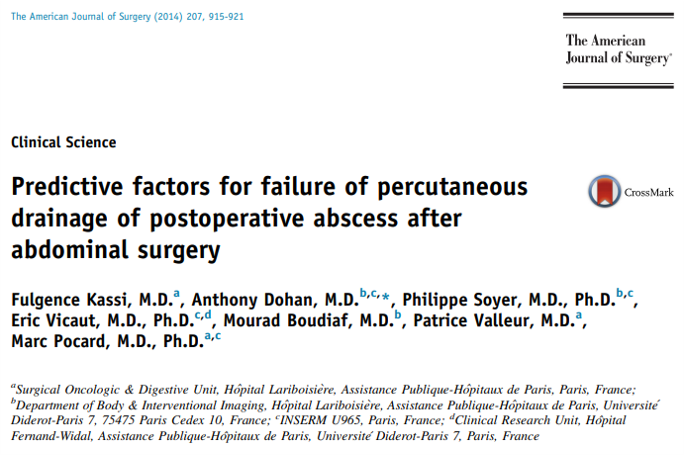 The American Journal of Surgery (2014) 207, 915-921
The American
Journal of Surgery*
Clinical Science
Predictive factors for failure of percutaneous
drainage of postoperative abscess after
abdominal surgery
CrossMark
Fulgence Kassi, M.D.a, Anthony Dohan, M.D.b,c,*, Philippe Soyer, M.D., Ph.D.b,c,
Eric Vicaut, M.D., Ph.D.c,d, Mourad Boudiaf, M.D.b, Patrice Valleur, M.D.a,
Marc Pocard, M.D., Ph.D.a,c
aSurgical Oncologic & Digestive Unit, Hôpital Lariboisière, Assistance Publique-Hôpitaux de Paris, Paris, France;
bDepartment of Body & Interventional Imaging, Hôpital Lariboisière, Assistance Publique-Hôpitaux de Paris, Université
Diderot-Paris 7, 75475 Paris Cedex 10, France; cINSERM U965, Paris, France; dClinical Research Unit, Hôpital
Fernand-Widal, Assistance Publique-Hôpitaux de Paris, Université Diderot-Paris 7, Paris, France